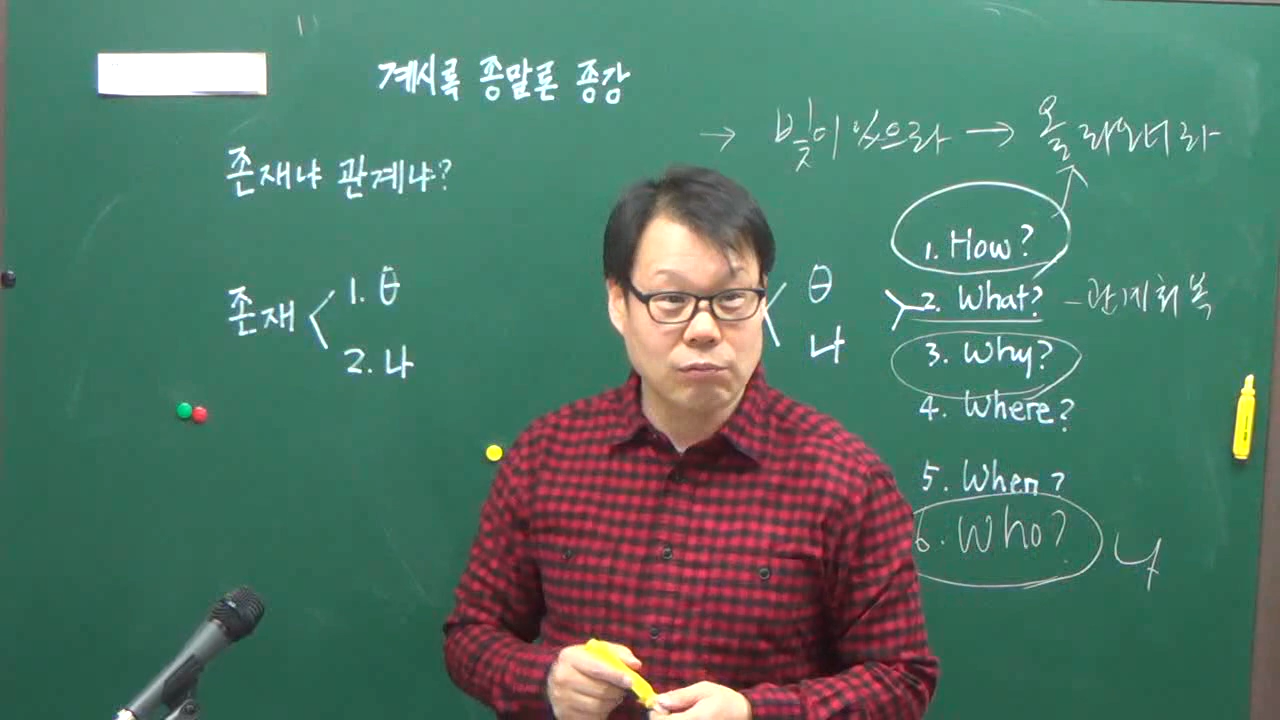 계시록 종말론 종강
→ 빛이 있으라 → 올라오너라
존재냐 관계냐?
존재 < 1. θ
2. 나
< θ
나
1. How?
2. What? - 관계회복
3. Why?
4. Where?
5. When?
6. Who? 나